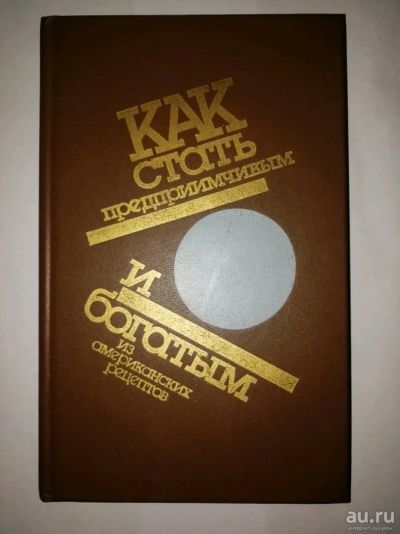 КАК
СТАТЬ
ПРЕДПРИИМЧИВЫМ
И
БОГАТЫМ
ИЗ
АМЕРИКАНСКИХ
РЕЦЕПТОВ
au.ru
интернет-аукцион